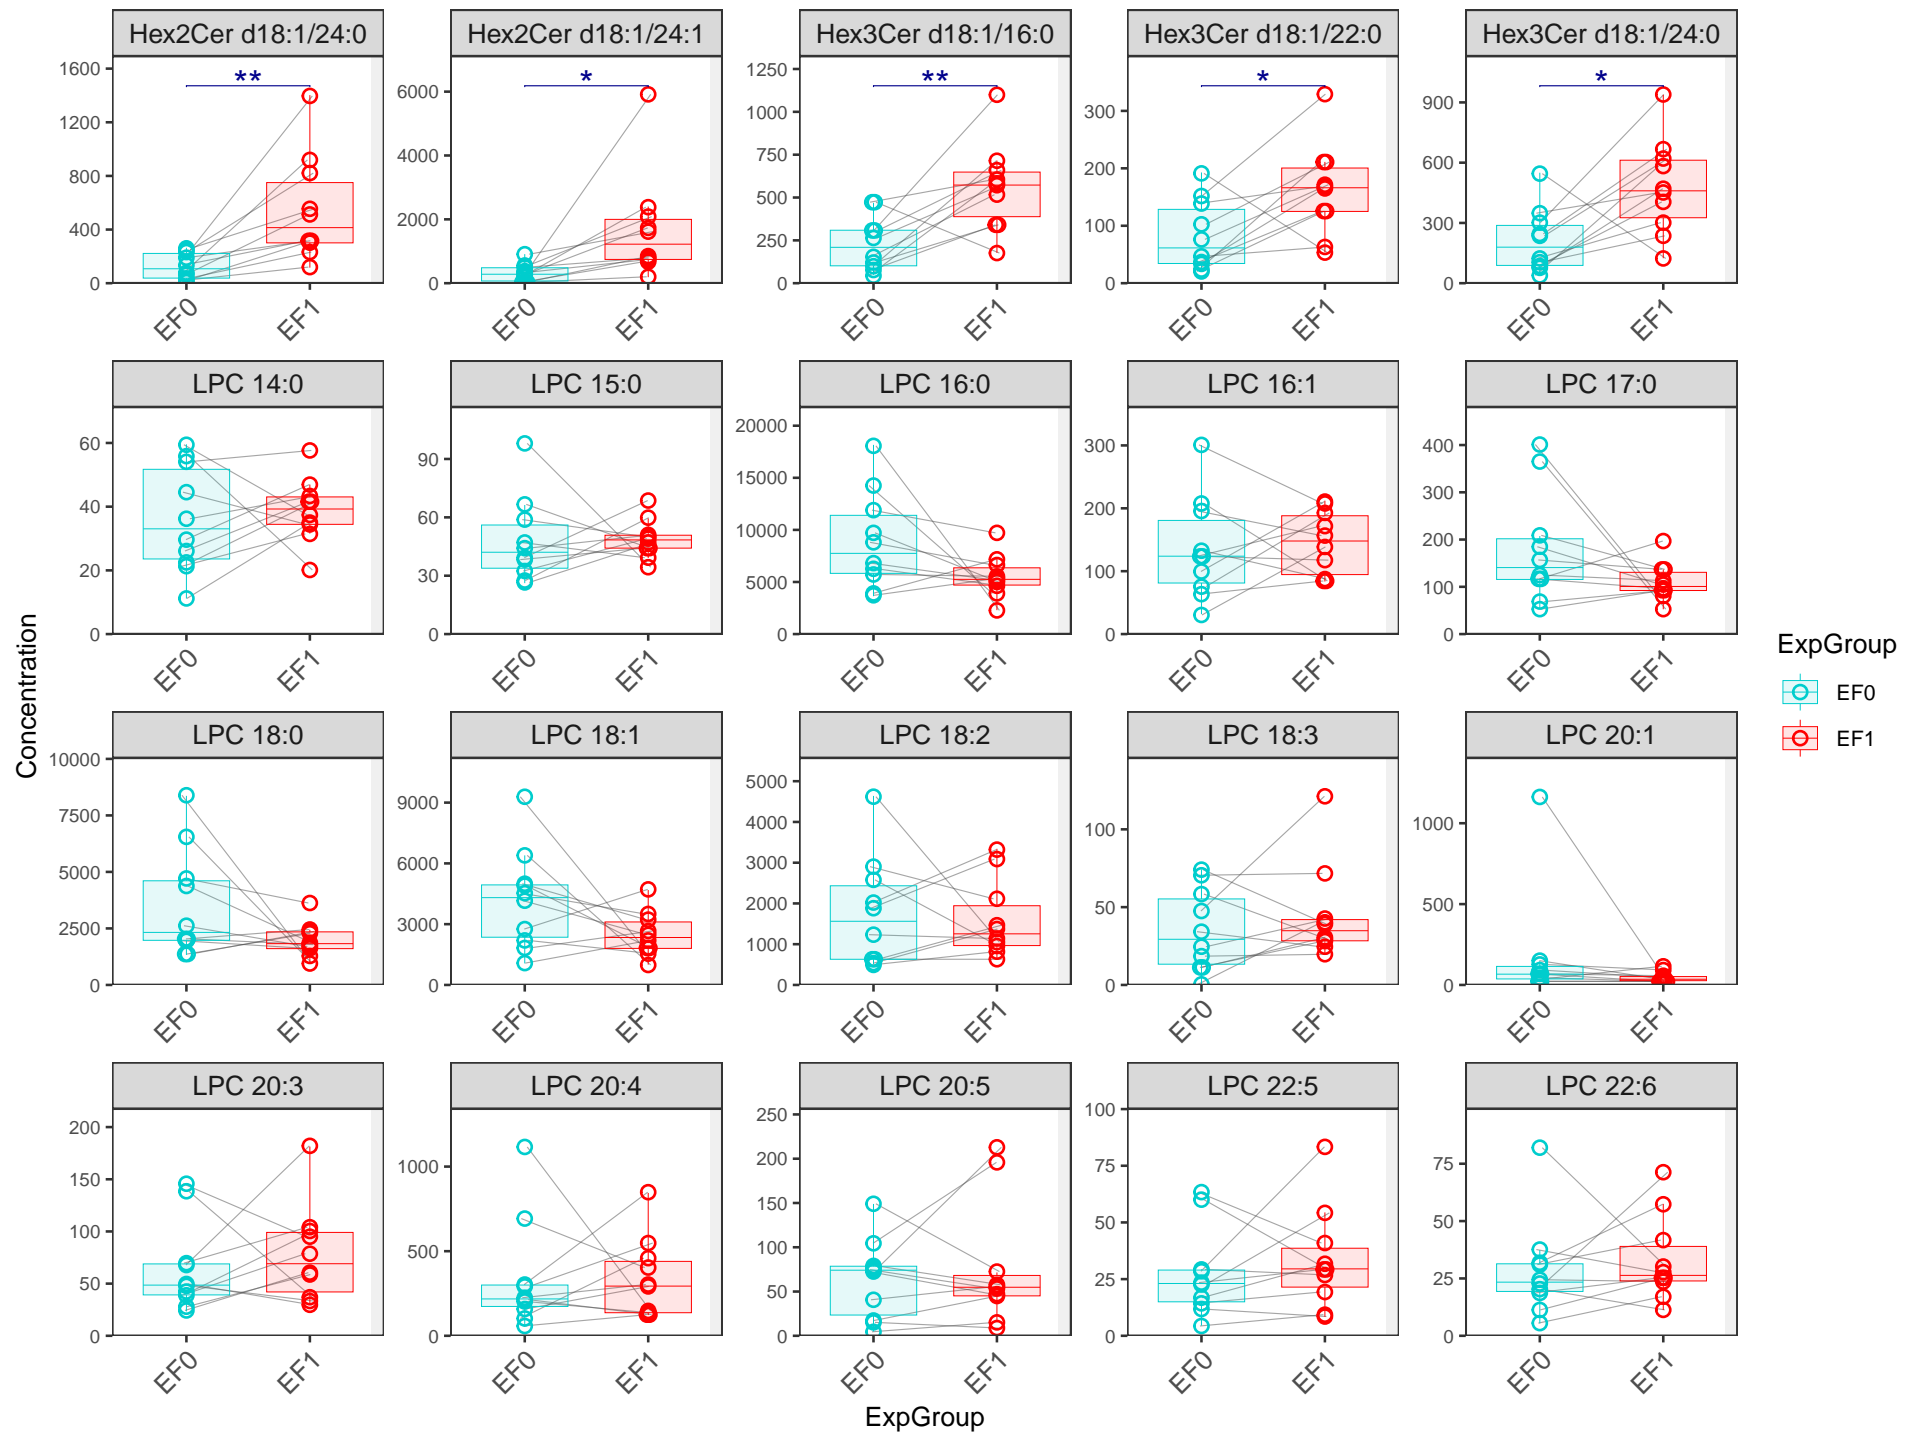 Hex2Cer d18:1/24:0 Hex2Cer d18:1/24:1 Hex3Cer d18:1/16:0 Hex3Cer d18:1/22:0 Hex3Cer d18:1/24:0
** * ** * *
1600 1200 800 400 0
6000 4000 2000 0
1250 1000 750 500 250 0
300 200 100 0
900 600 300 0
EF0 EF1 EF0 EF1 EF0 EF1 EF0 EF1 EF0 EF1
LPC 14:0 LPC 15:0 LPC 16:0 LPC 16:1 LPC 17:0
60 40 20 0
90 60 30 0
20000 15000 10000 5000 0
300 200 100 0
400 300 200 100 0
EF0 EF1 EF0 EF1 EF0 EF1 EF0 EF1 EF0 EF1
LPC 18:0 LPC 18:1 LPC 18:2 LPC 18:3 LPC 20:1
10000 7500 5000 2500 0
9000 6000 3000 0
5000 4000 3000 2000 1000 0
100 50 0
1000 500 0
EF0 EF1 EF0 EF1 EF0 EF1 EF0 EF1 EF0 EF1
LPC 20:3 LPC 20:4 LPC 20:5 LPC 22:5 LPC 22:6
200 150 100 50 0
1000 500 0
250 200 150 100 50 0
100 75 50 25 0
75 50 25 0
EF0 EF1 EF0 EF1 EF0 EF1 EF0 EF1 EF0 EF1
Concentration
ExpGroup
ExpGroup
EF0
EF1